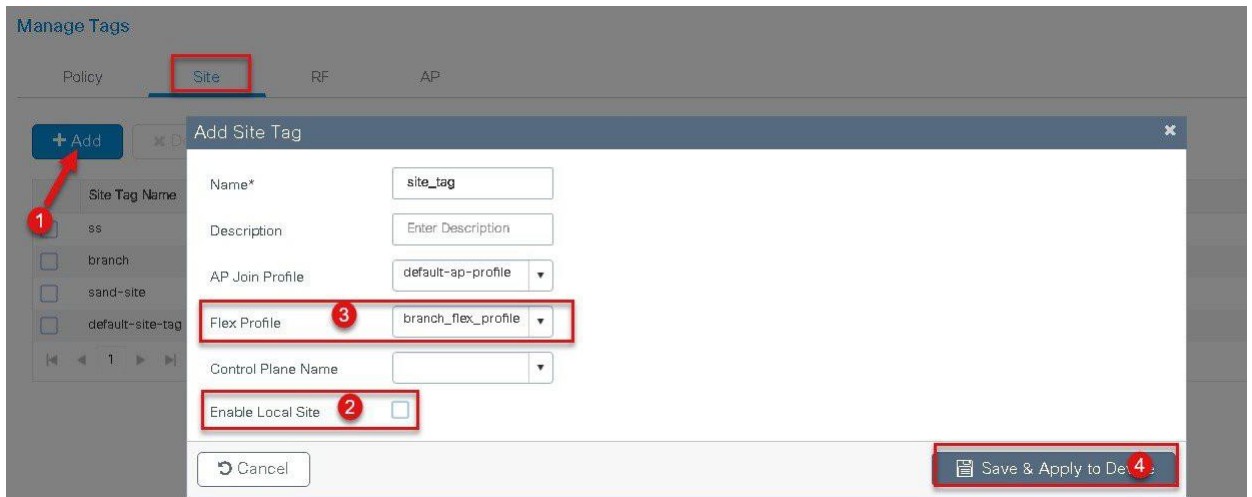 Manage Tags
Policy Site RF AP
+ Add
Add Site Tag
Site Tag Name
1
ss
branch
sand-site
default-site-tag
1
Name* site_tag
Description Enter Description
AP Join Profile default-ap-profile
Flex Profile 3 branch_flex_profile
Control Plane Name
Enable Local Site 2
Cancel
Save & Apply to 4